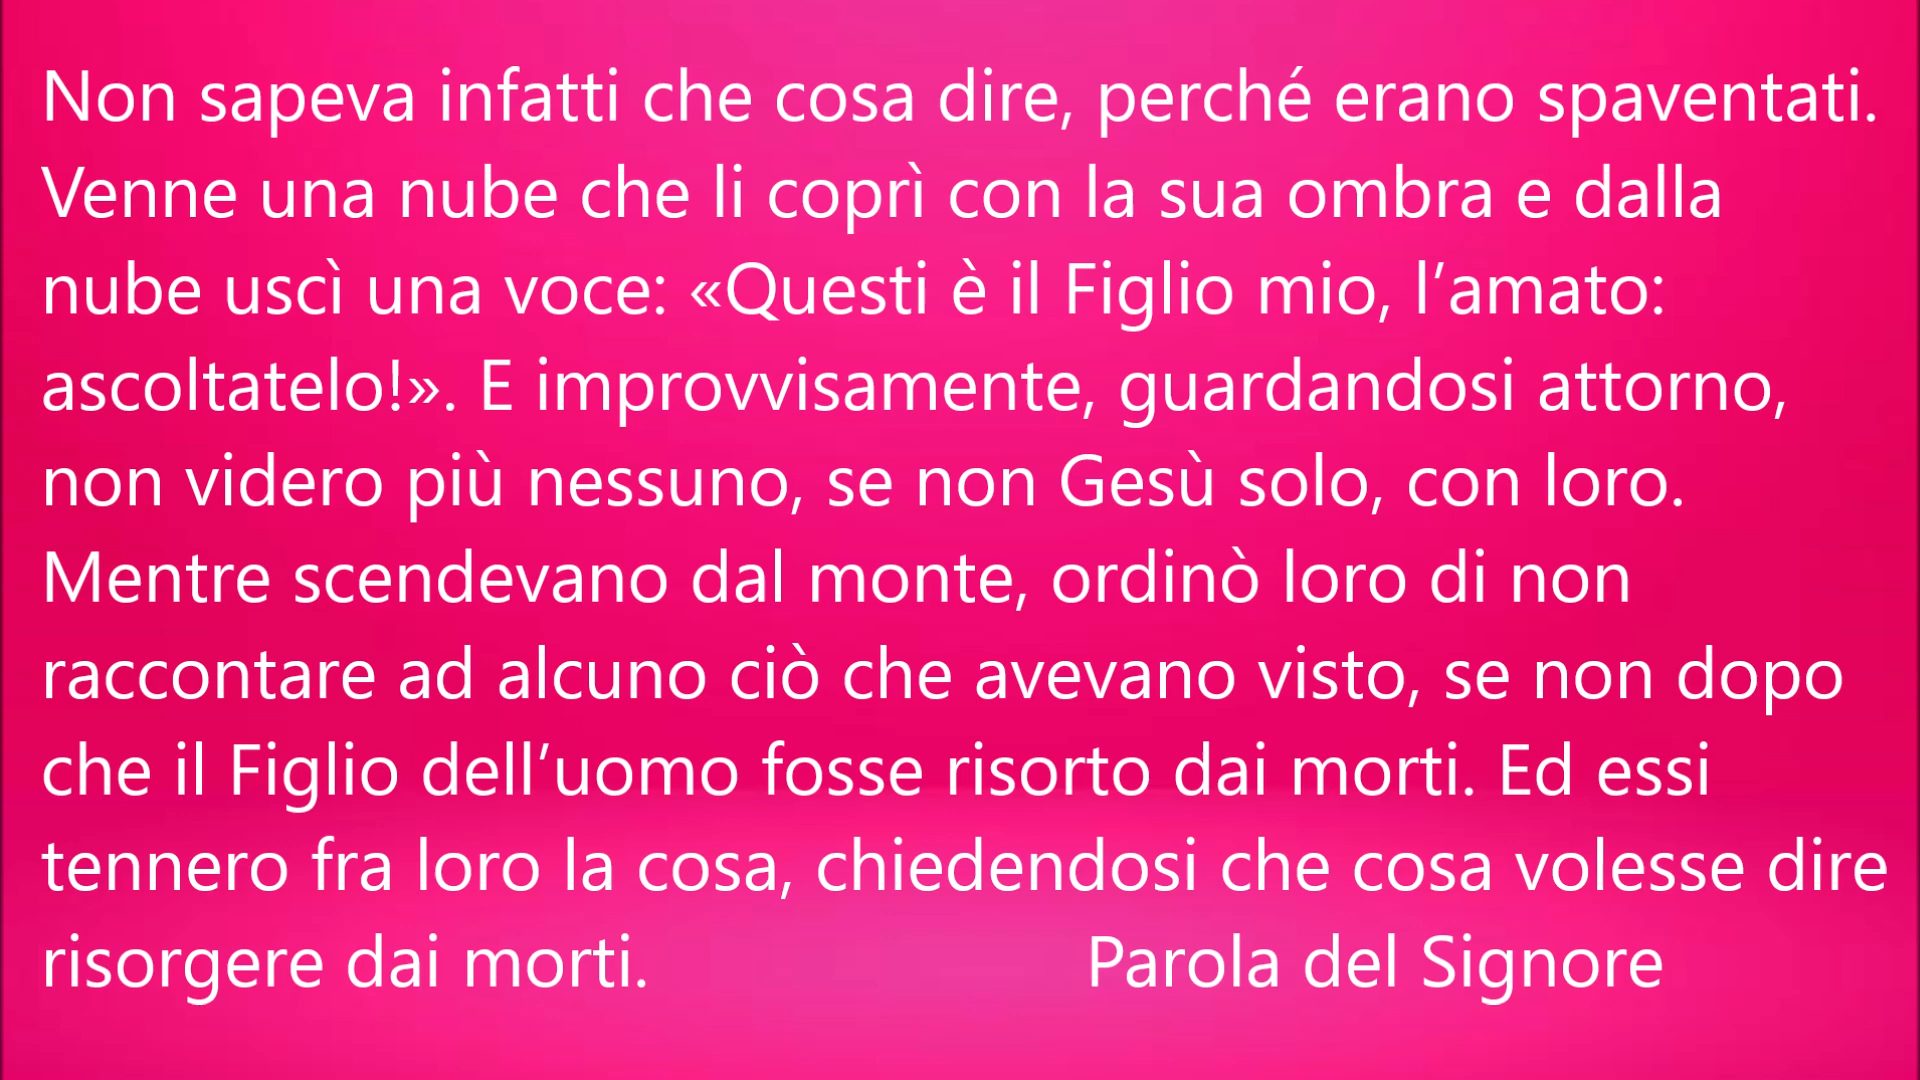 Non sapeva infatti che cosa dire, perché erano spaventati.
Venne una nube che li coprì con la sua ombra e dalla
nube uscì una voce: «Questi è il Figlio mio, l’amato:
ascoltatelo!». E improvvisamente, guardandosi attorno,
non videro più nessuno, se non Gesù solo, con loro.
Mentre scendevano dal monte, ordinò loro di non
raccontare ad alcuno ciò che avevano visto, se non dopo
che il Figlio dell’uomo fosse risorto dai morti. Ed essi
tennero fra loro la cosa, chiedendosi che cosa volesse dire
risorgere dai morti. Parola del Signore